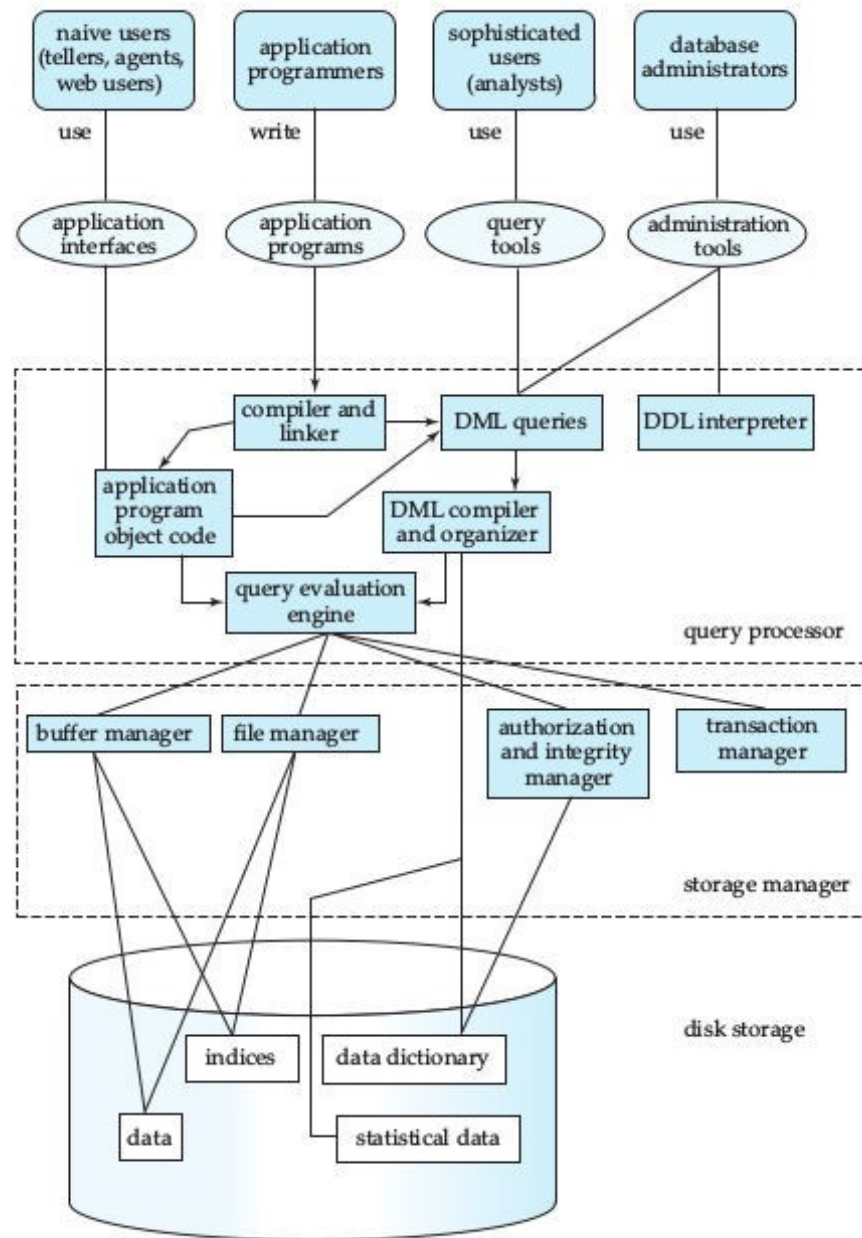 naive users
(tellers, agents,
web users)
application
programmers
sophisticated
users
(analysts)
database
administrators
use
write
use
use
application
interfaces
application
programs
query
tools
administration
tools
compiler and
linker
DML queries
DDL interpreter
application
program
object code
DML compiler
and organizer
query evaluation
engine
query processor
buffer manager
file manager
authorization
and integrity
manager
transaction
manager
storage manager
disk storage
indices
data dictionary
data
statistical data